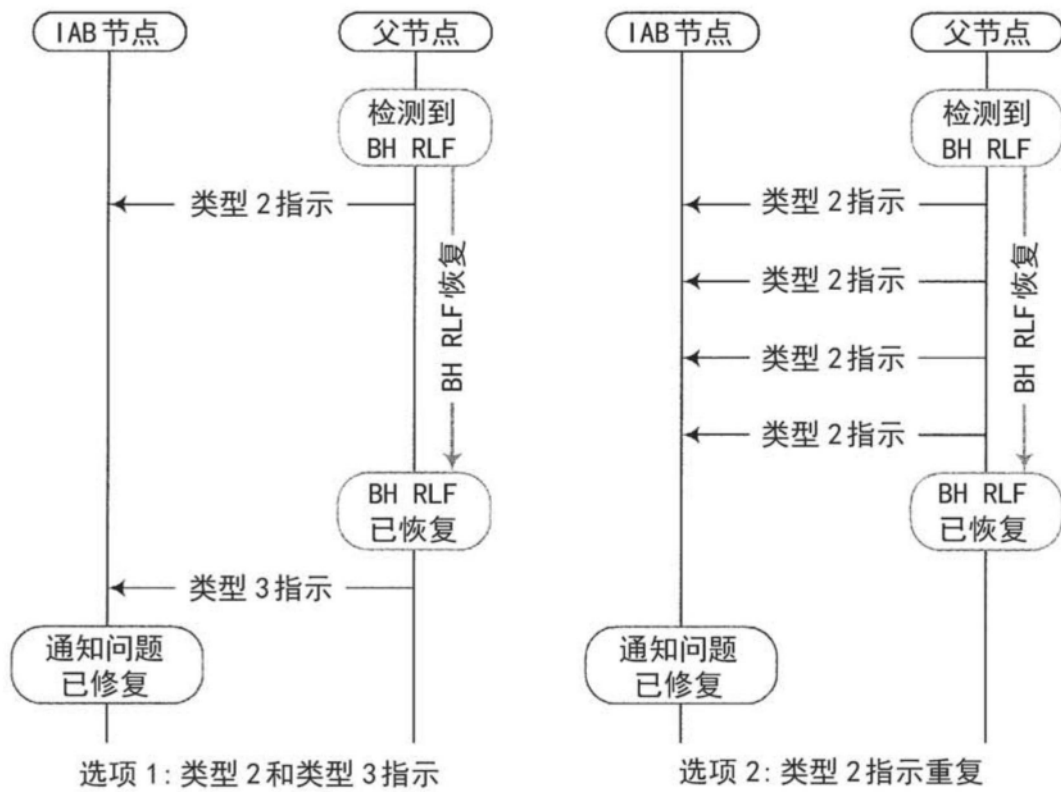 IAB节点
父节点
检测到
BH RLF
类型2指示
BH RLF恢复
BH RLF
已恢复
类型3指示
通知问题
已修复
选项1:类型2和类型3指示
IAB节点
父节点
检测到
BH RLF
类型2指示
类型2指示
类型2指示
类型2指示
BH RLF恢复
BH RLF
已恢复
通知问题
已修复
选项2:类型2指示重复